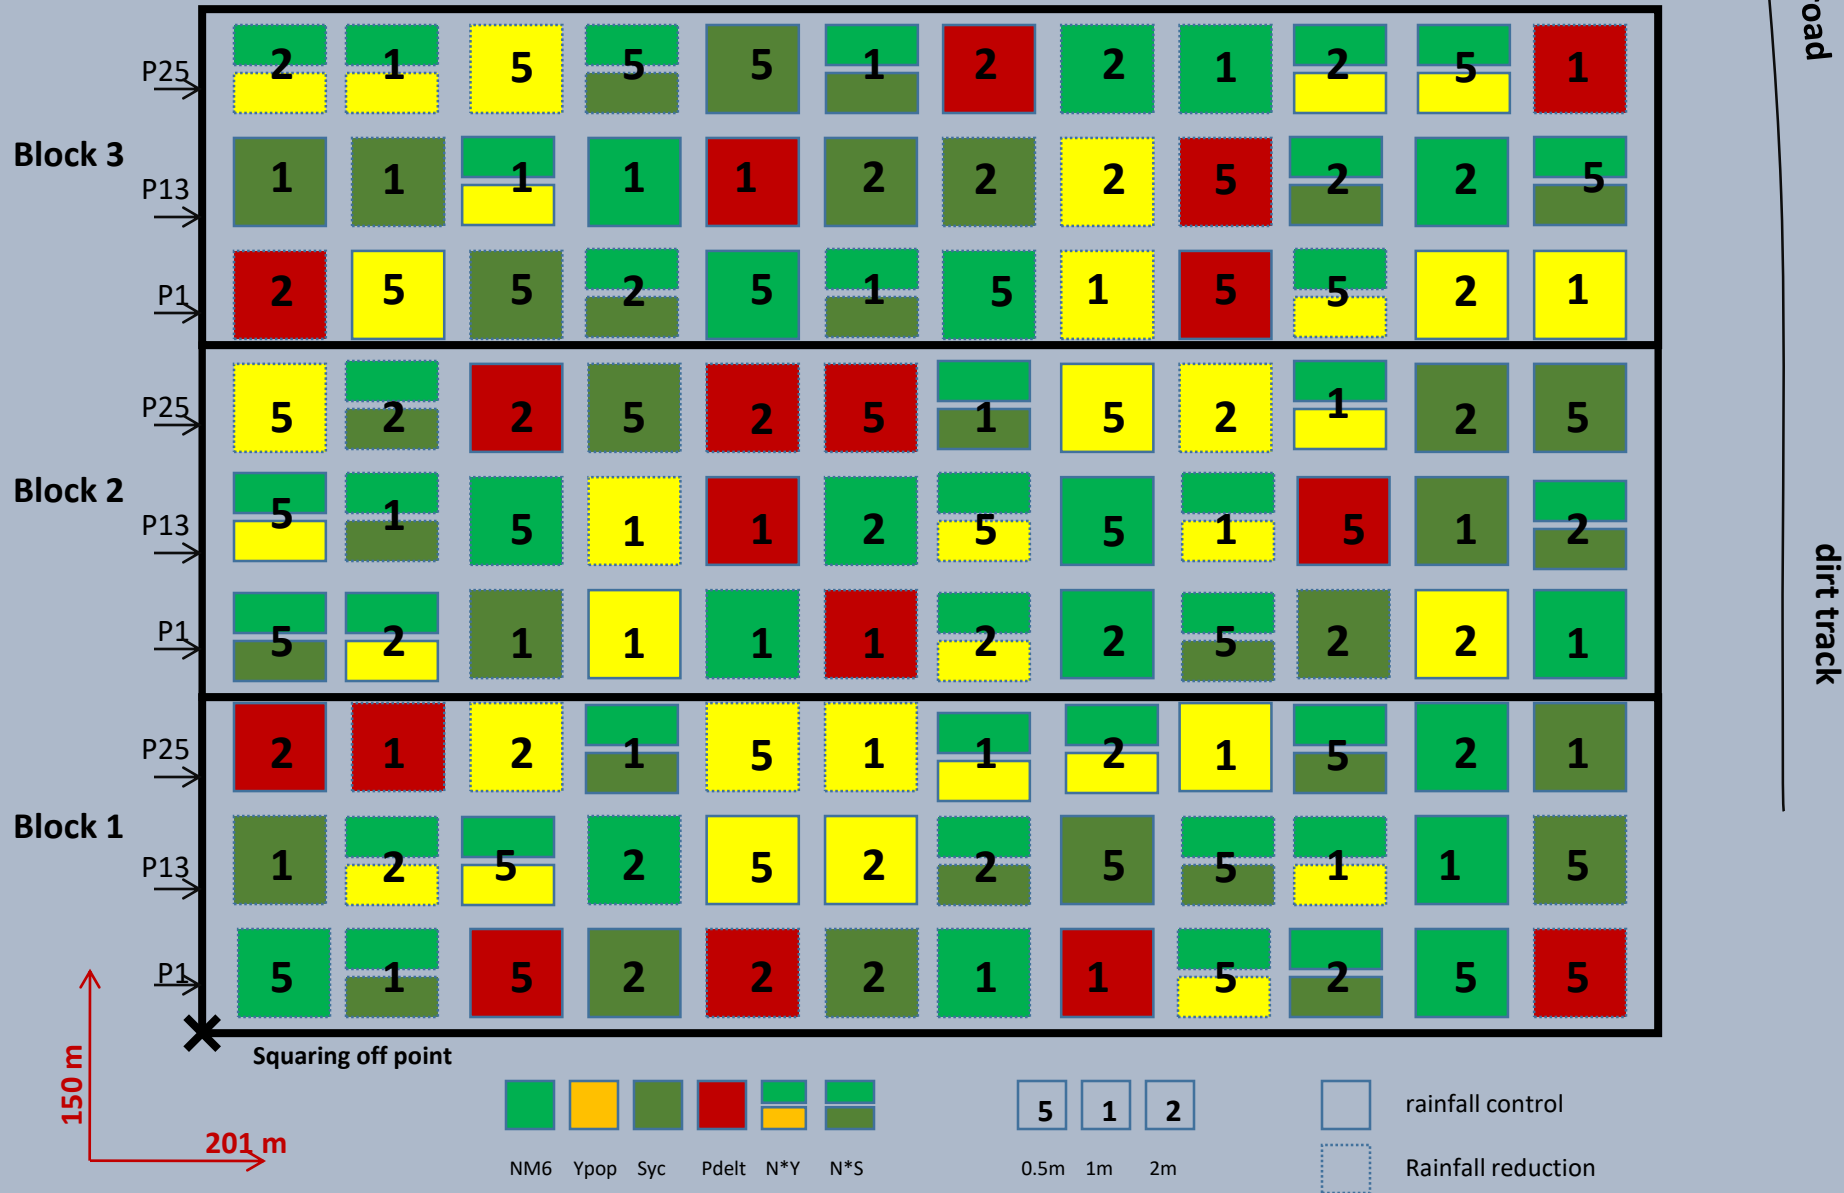 road
P25 2 1 5 5 5 1 2 2 1 2 5 1
Block 3
P13 1 1 1 1 1 2 2 2 5 2 2 5
P1 2 5 5 2 5 1 5 1 5 5 2 1
P25 5 2 2 5 2 5 1 5 2 1 2 5
Block 2
P13 5 1 5 1 1 2 5 5 1 5 1 2
dirt track
P1 5 2 1 1 1 1 2 2 5 2 2 1
P25 2 1 2 1 5 1 1 2 1 5 2 1
Block 1
P13 1 2 5 2 5 2 2 5 5 1 1 5
P1 5 1 5 2 2 2 1 1 5 2 5 5
Squaring off point
150 m
201 m
5 1 2
rainfall control
NM6 Ypop Syc Pdelt N*Y N*S
0.5m 1m 2m
Rainfall reduction